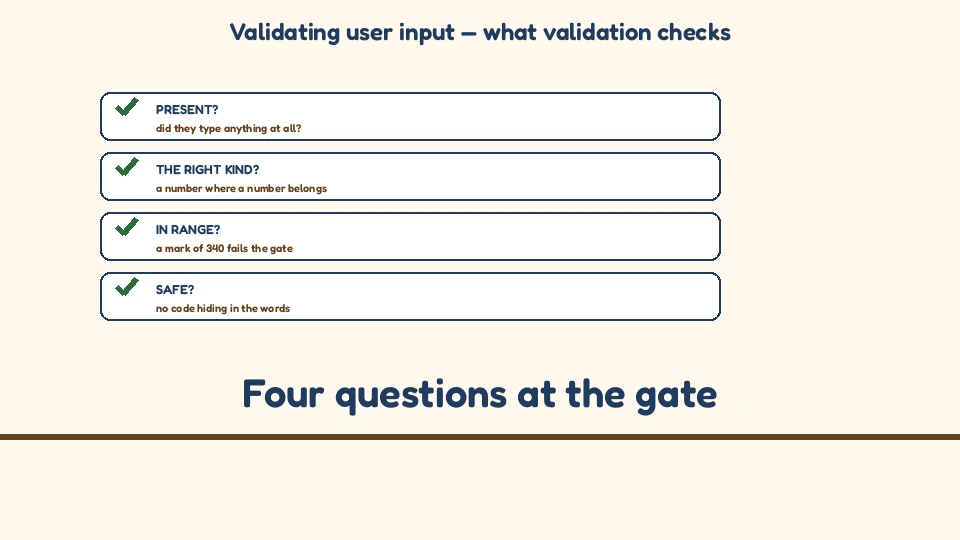 Validating user input — what validation checks
PRESENT?
did they type anything at all?
THE RIGHT KIND?
a number where a number belongs
IN RANGE?
a mark of 340 fails the gate
SAFE?
no code hiding in the words
Four questions at the gate